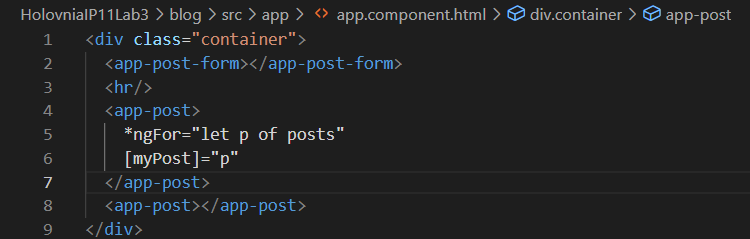 HolovniaIP11Lab3 > blog > src > app > <> app.component.html > div.container > app-post
1 <div class="container">
2 <app-post-form></app-post-form>
3 <hr/>
4 <app-post>
5 *ngFor="let p of posts"
6 [myPost]="p"
7 </app-post>
8 <app-post></app-post>
9 </div>